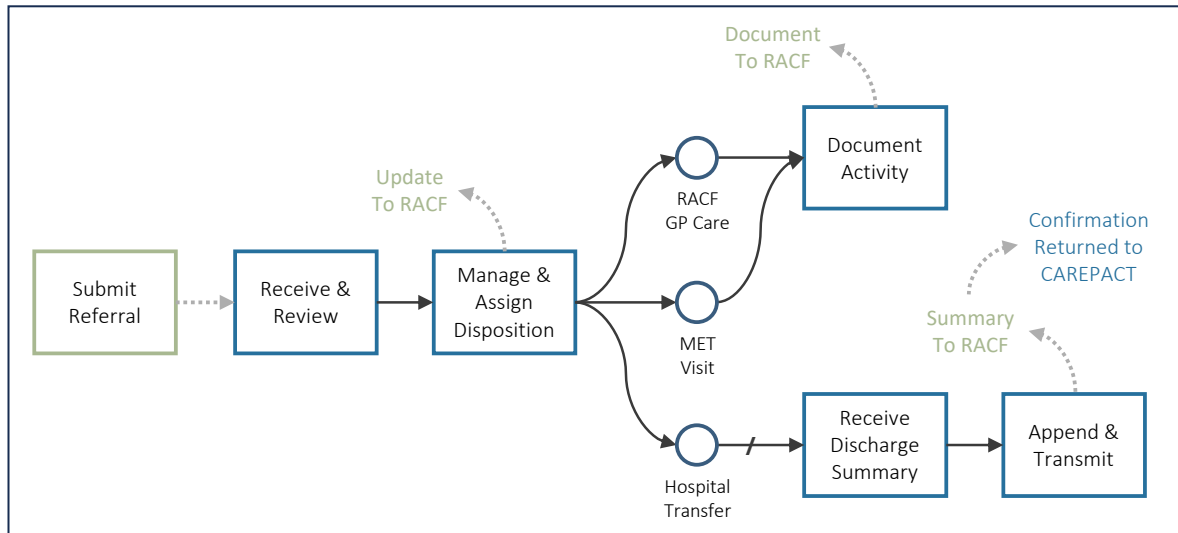 Document
To RACF
Document
Activity
Update
To RACF
RACF
GP Care
Confirmation
Returned to
CAREPACT
Submit
Referral
Receive &
Review
Manage &
Assign
Disposition
MET
Visit
Summary
To RACF
Hospital
Transfer
Receive
Discharge
Summary
Append &
Transmit